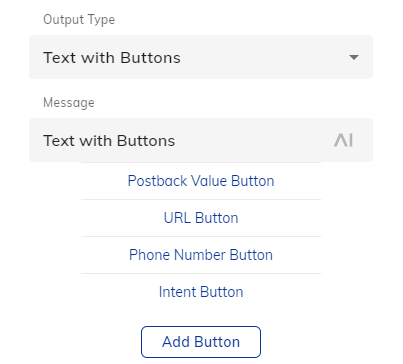 Output Type
Text with Buttons
Message
Text with Buttons AI
Postback Value Button
URL Button
Phone Number Button
Intent Button
Add Button